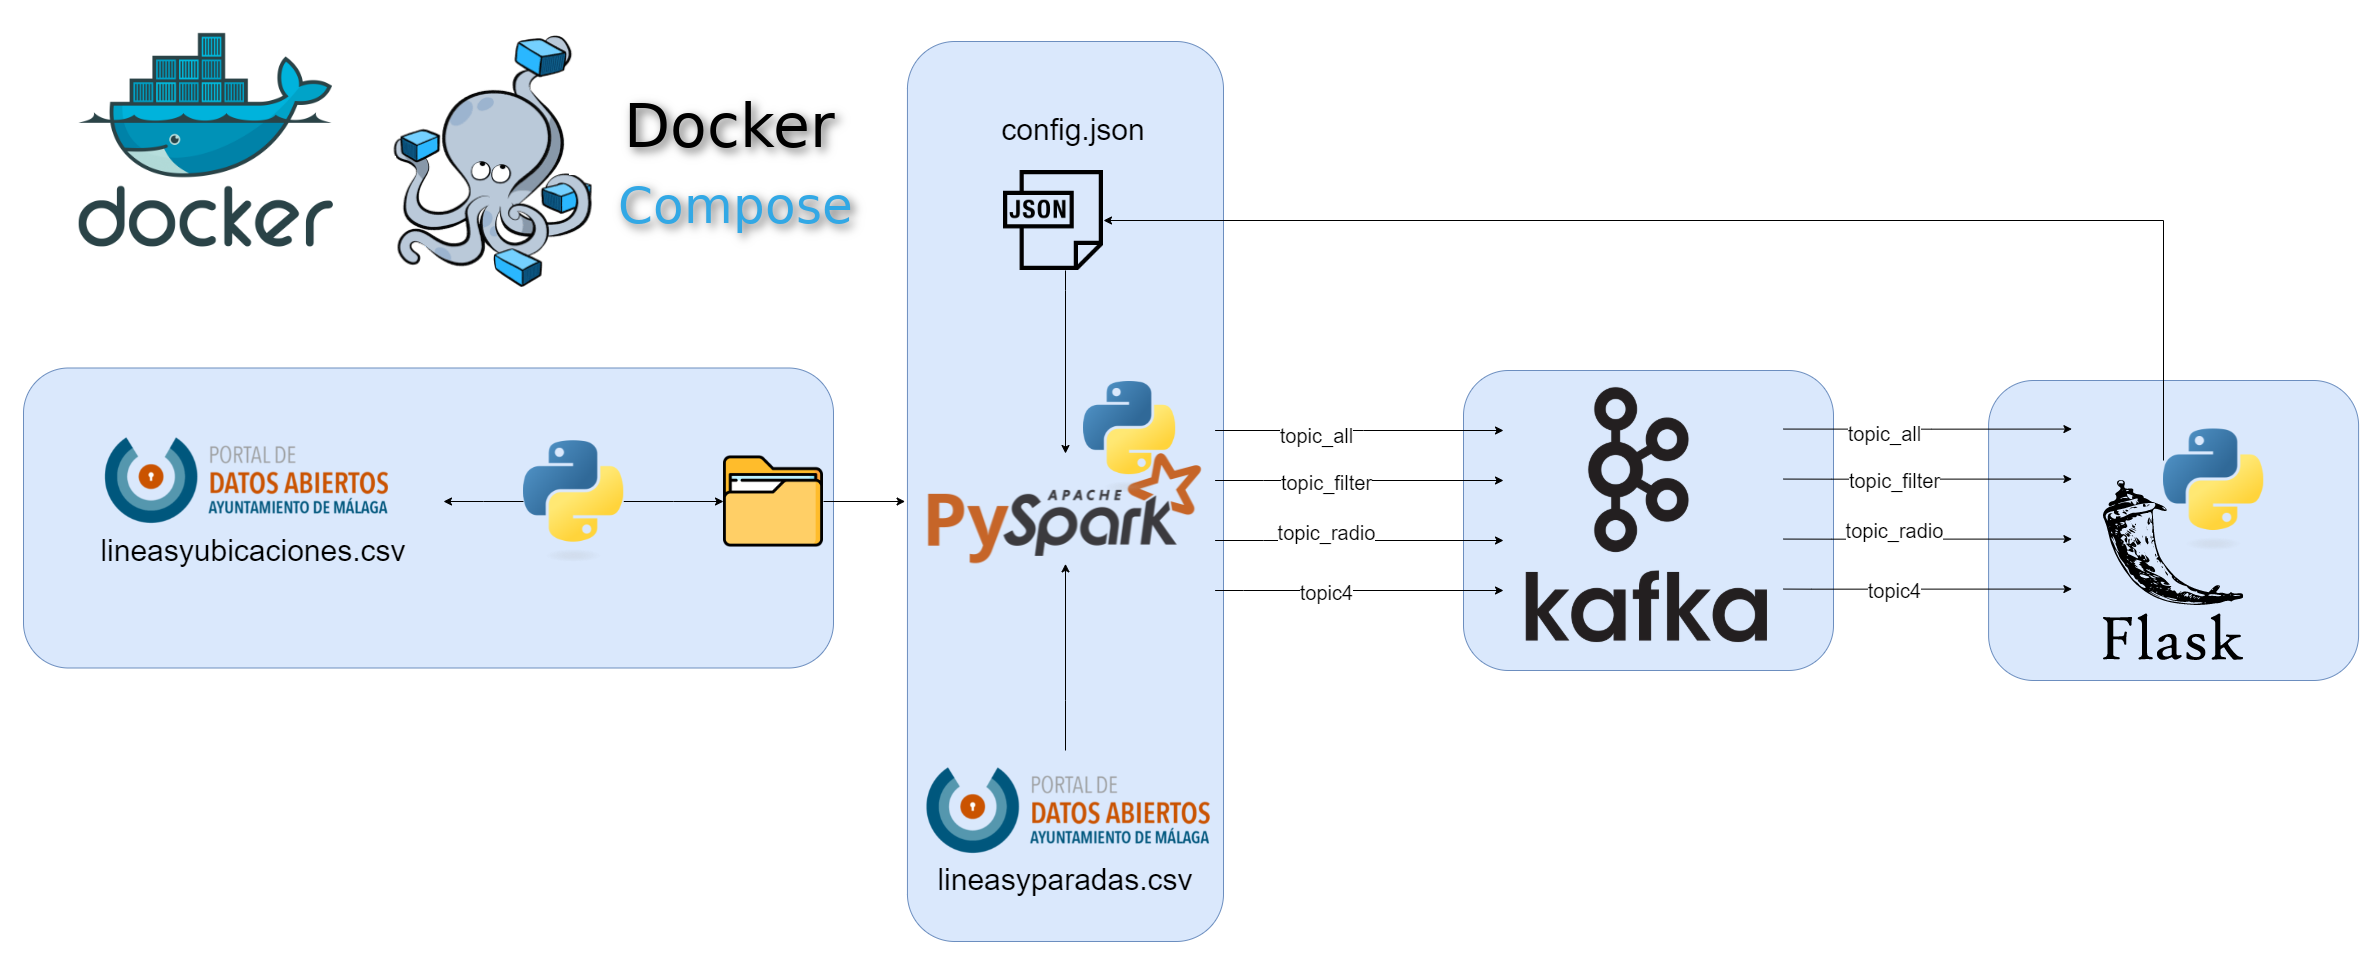 docker
Docker
Compose
PORTAL DE
DATOS ABIERTOS
AYUNTAMIENTO DE MÁLAGA
lineasyubicaciones.csv
config.json
JSON
APACHE
PySpark
PORTAL DE
DATOS ABIERTOS
AYUNTAMIENTO DE MÁLAGA
lineasyparadas.csv
topic_all
topic_filter
topic_radio
topic4
kafka
topic_all
topic_filter
topic_radio
topic4
Flask